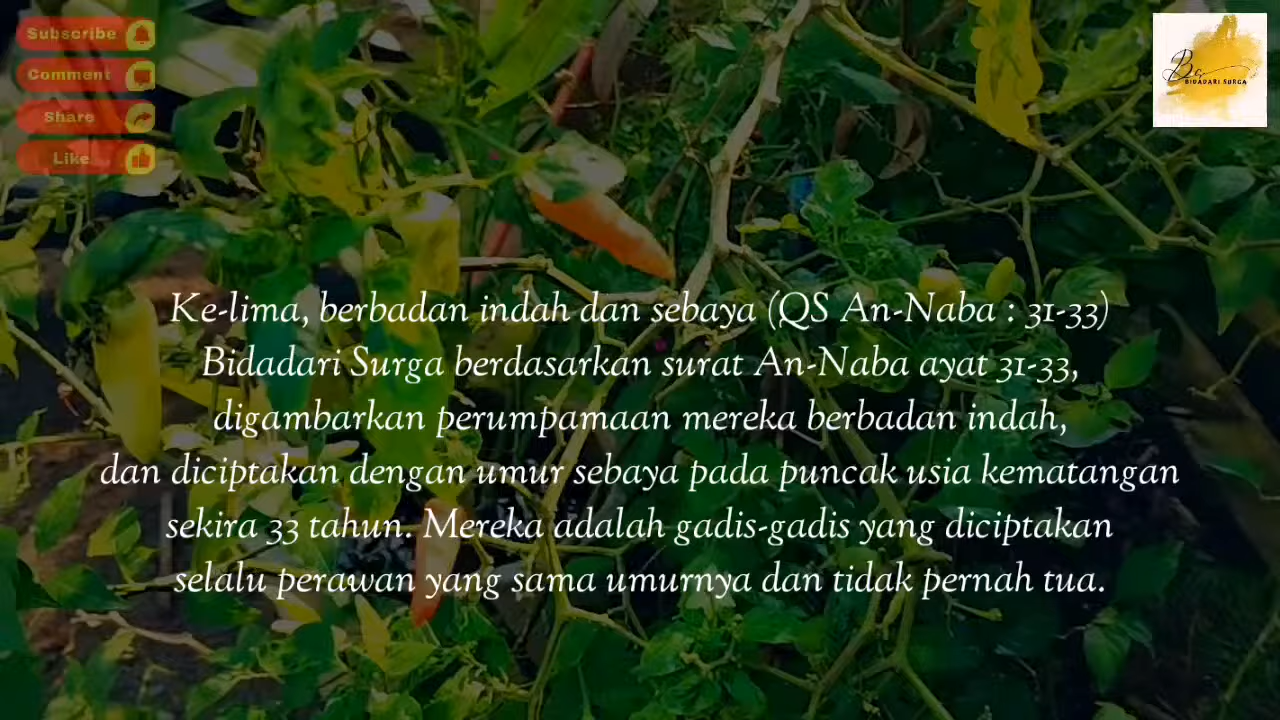 Subscribe
Comment
Share
Like
Bs
BIDADARI SURGA
Ke-lima, berbadan indah dan sebaya (QS An-Naba : 31-33)
Bidadari Surga berdasarkan surat An-Naba ayat 31-33,
digambarkan perumpamaan mereka berbadan indah,
dan diciptakan dengan umur sebaya pada puncak usia kematangan
sekira 33 tahun. Mereka adalah gadis-gadis yang diciptakan
selalu perawan yang sama umurnya dan tidak pernah tua.